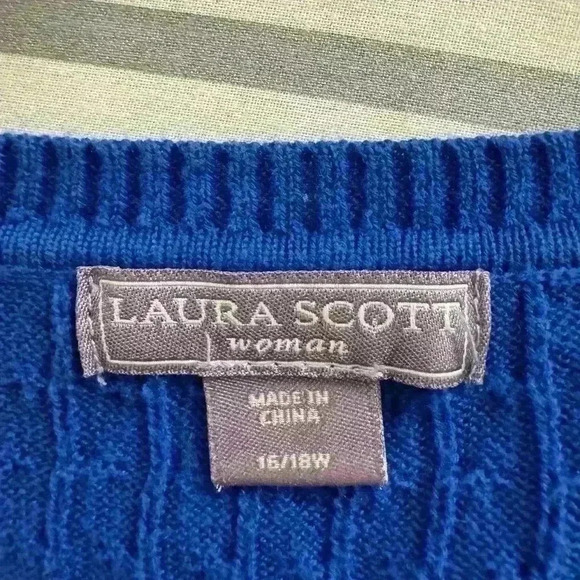 LAURA SCOTT
woman
MADE IN
CHINA
16/18W